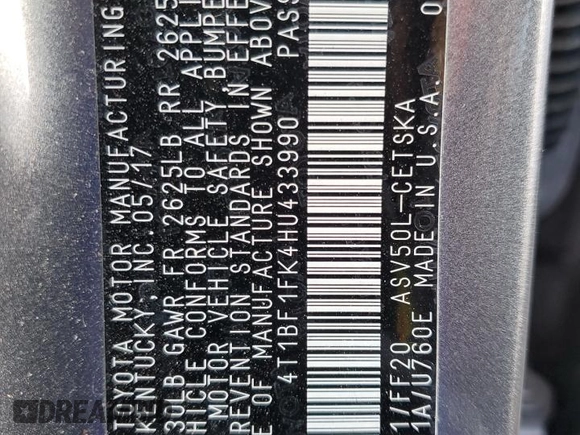 TOYOTA MOTOR MANUFACTURING
KENTUCKY, INC. 05/17
30LB GAWR FR 2625LB RR 2625
HICLE CONFORMS TO ALL APPLI
MOTOR VEHICLE SAFETY, BUMPE
REVENTION STANDARDS IN EFFE
E OF MANUFACTURE SHOWN ABOV
4T1BF1FK4HU433990 PASS
1/FF20 ASV50L-CETSKA
1A/U760E MADE IN U.S.A. 0
DREAM